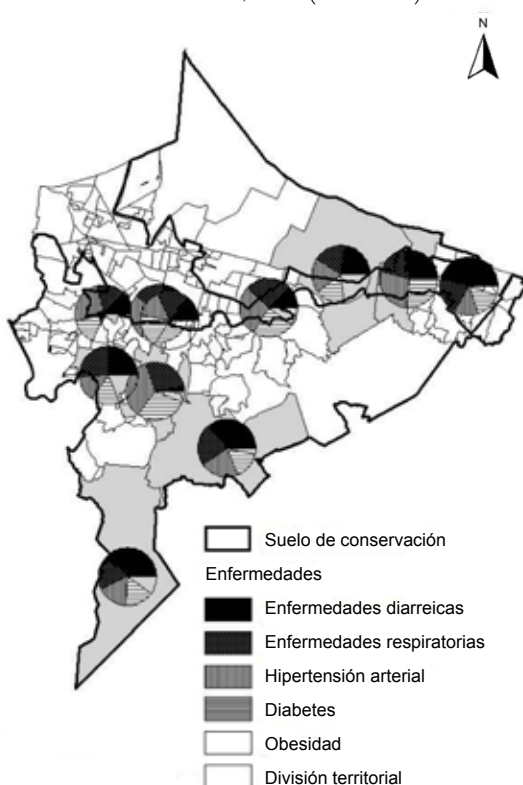 N
Suelo de conservación
Enfermedades
Enfermedades diarreicas
Enfermedades respiratorias
Hipertensión arterial
Diabetes
Obesidad
División territorial